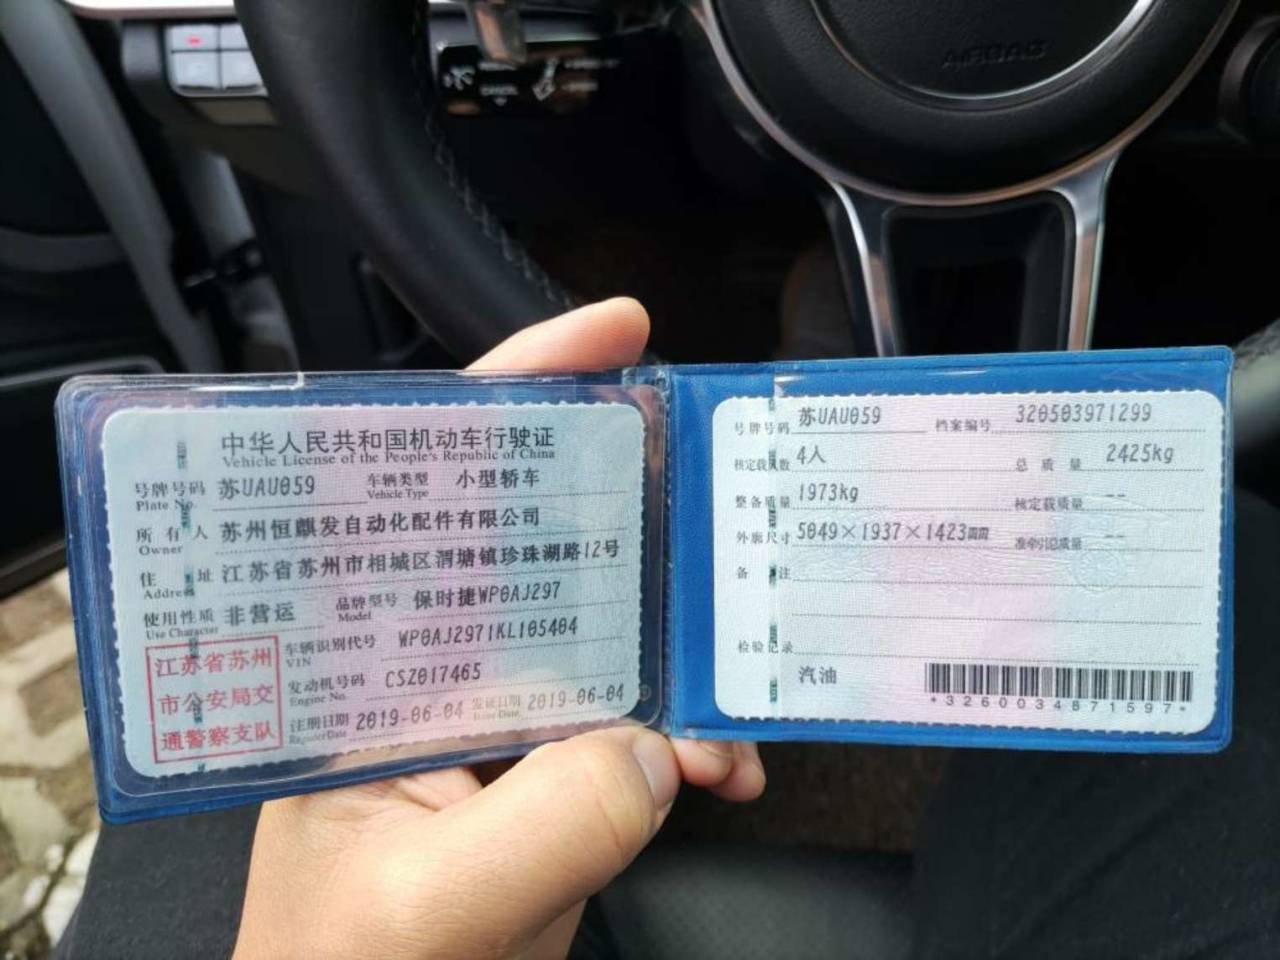 AIRBAG
CANCEL
中华人民共和国机动车行驶证
Vehicle License of the People's Republic of China
号牌号码 苏UAU059 车辆类型 小型轿车
Plate No. Vehicle Type
所有人 苏州恒麒发自动化配件有限公司
Owner
住址 江苏省苏州市相城区渭塘镇珍珠湖路12号
Address
使用性质 非营运 品牌型号 保时捷WP0AJ297
Use Character Model
江苏省苏州
市公安局交
通警察支队
车辆识别代号 WP0AJ2971KL105404
VIN
发动机号码 CSZ017465
Engine No.
注册日期 2019-06-04 发证日期 2019-06-04
Register Date Issue Date
号牌号码 苏UAU059 档案编号 320503971299
核定载人数 4人 总质量 2425kg
整备质量 1973kg 核定载质量 --
外廓尺寸 5049×1937×1423mm 准牵引总质量 --
备注
检验记录
汽油
*3260034871597*